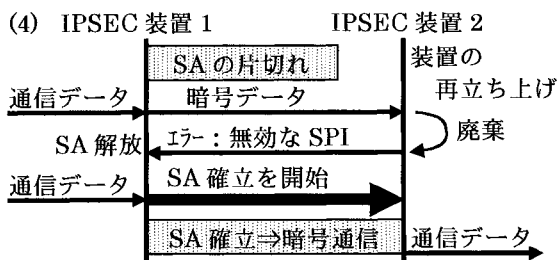 (4) IPSEC 装置 1 IPSEC 装置 2
SA の片切れ
装置の
再立ち上げ
通信データ 暗号データ
廃棄
SA 解放 エラー：無効な SPI
通信データ SA 確立を開始
SA 確立⇒暗号通信 通信データ